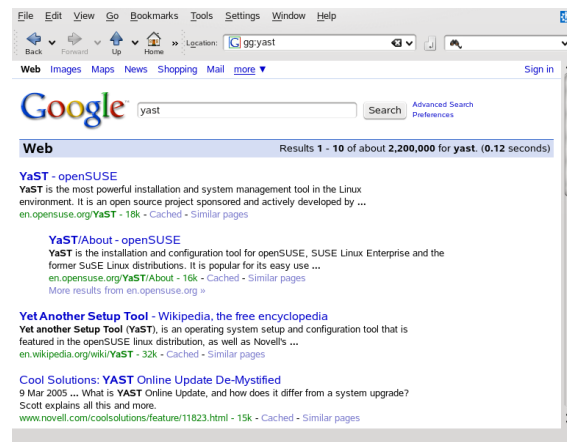 File Edit View Go Bookmarks Tools Settings Window Help
Back Forward Up Home » Location: gg:yast
Web Images Maps News Shopping Mail more ▼ Sign in
Google™ yast Search Advanced Search
Preferences
Web Results 1 - 10 of about 2,200,000 for yast. (0.12 seconds)
YaST - openSUSE
YaST is the most powerful installation and system management tool in the Linux
environment. It is an open source project sponsored and actively developed by ...
en.opensuse.org/YaST - 18k - Cached - Similar pages
YaST/About - openSUSE
YaST is the installation and configuration tool for openSUSE, SUSE Linux Enterprise and the
former SuSE Linux distributions. It is popular for its easy use ...
en.opensuse.org/YaST/About - 16k - Cached - Similar pages
More results from en.opensuse.org »
Yet Another Setup Tool - Wikipedia, the free encyclopedia
Yet another Setup Tool (YaST), is an operating system setup and configuration tool that is
featured in the openSUSE linux distribution, as well as Novell's ...
en.wikipedia.org/wiki/YaST - 32k - Cached - Similar pages
Cool Solutions: YAST Online Update De-Mystified
9 Mar 2005 ... What is YAST Online Update, and how does it differ from a system upgrade?
Scott explains all this and more.
www.novell.com/coolsolutions/feature/11823.html - 15k - Cached - Similar pages